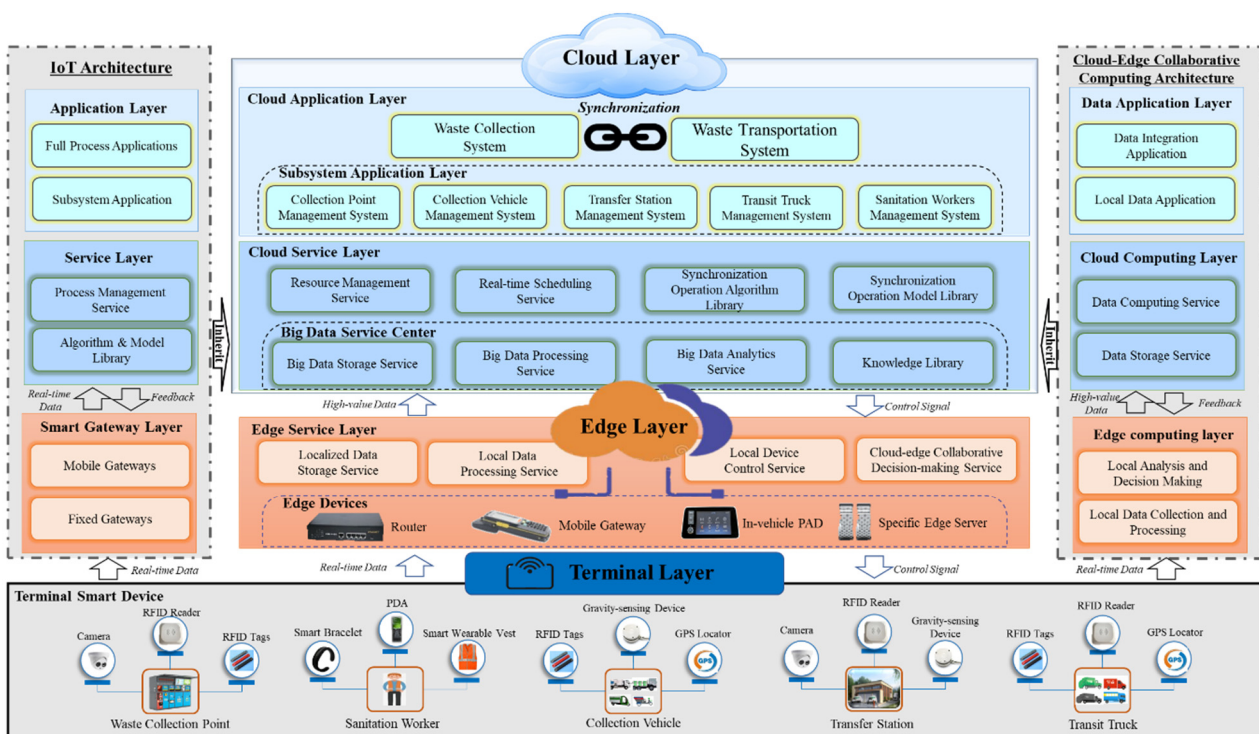 Cloud Layer
IoT Architecture
Application Layer
Full Process Applications
Subsystem Application
Service Layer
Process Management
Service
Algorithm & Model
Library
Real-time
Data
Feedback
Smart Gateway Layer
Mobile Gateways
Fixed Gateways
Real-time Data
Inherit
Cloud Application Layer
Synchronization
Waste Collection
System
Waste Transportation
System
Subsystem Application Layer
Collection Point
Management System
Collection Vehicle
Management System
Transfer Station
Management System
Transit Truck
Management System
Sanitation Workers
Management System
Cloud Service Layer
Resource Management
Service
Real-time Scheduling
Service
Synchronization
Operation Algorithm
Library
Synchronization
Operation Model Library
Big Data Service Center
Big Data Storage Service
Big Data Processing
Service
Big Data Analytics
Service
Knowledge Library
High-value Data
Control Signal
Edge Layer
Edge Service Layer
Localized Data
Storage Service
Local Data
Processing Service
Local Device
Control Service
Cloud-edge Collaborative
Decision-making Service
Edge Devices
Router
Mobile Gateway
In-vehicle PAD
Specific Edge Server
Real-time Data
Control Signal
Inherit
Cloud-Edge Collaborative
Computing Architecture
Data Application Layer
Data Integration
Application
Local Data Application
Cloud Computing Layer
Data Computing Service
Data Storage Service
High-value
Data
Feedback
Edge computing layer
Local Analysis and
Decision Making
Local Data Collection and
Processing
Real-time Data
Terminal Layer
Terminal Smart Device
Camera
RFID Reader
RFID Tags
Waste Collection Point
Smart Bracelet
PDA
Smart Wearable Vest
Sanitation Worker
RFID Tags
Gravity-sensing Device
GPS Locator
GPS
Collection Vehicle
Camera
RFID Reader
Gravity-sensing
Device
Transfer Station
RFID Tags
RFID Reader
GPS Locator
GPS
Transit Truck